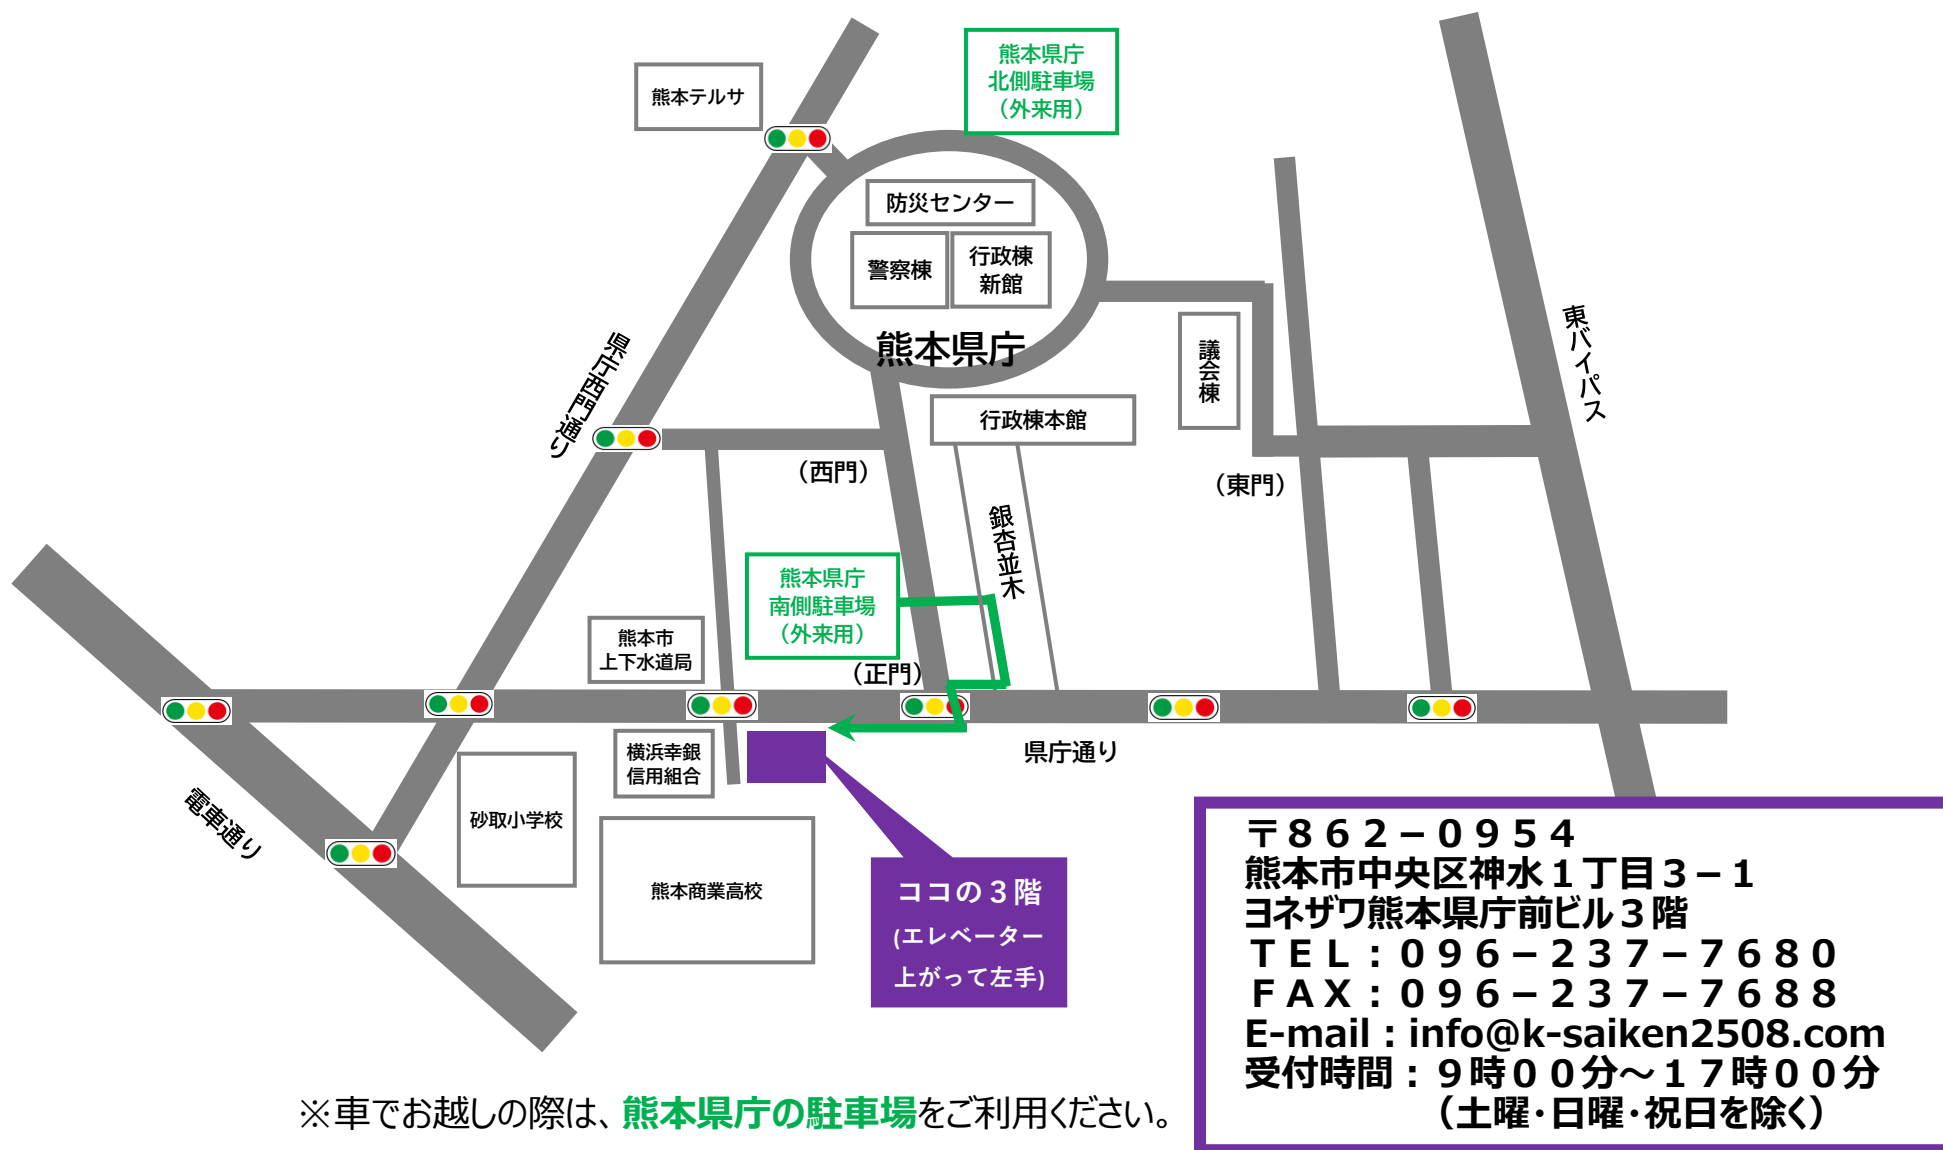 熊本県庁
北側駐車場
（外来用）
熊本テルサ
防災センター
警察棟
行政棟
新館
熊本県庁
議会棟
東バイパス
県庁西門通り
行政棟本館
（西門）
（東門）
銀杏並木
熊本県庁
南側駐車場
（外来用）
熊本市
上下水道局
（正門）
県庁通り
横浜幸銀
信用組合
砂取小学校
電車通り
熊本商業高校
ココの３階
(エレベーター
上がって左手)
〒８６２－０９５４
熊本市中央区神水１丁目３－１
ヨネザワ熊本県庁前ビル３階
ＴＥＬ：０９６－２３７－７６８０
ＦＡＸ：０９６－２３７－７６８８
E-mail：info@k-saiken2508.com
受付時間：９時００分～１７時００分
（土曜・日曜・祝日を除く）
※車でお越しの際は、熊本県庁の駐車場をご利用ください。